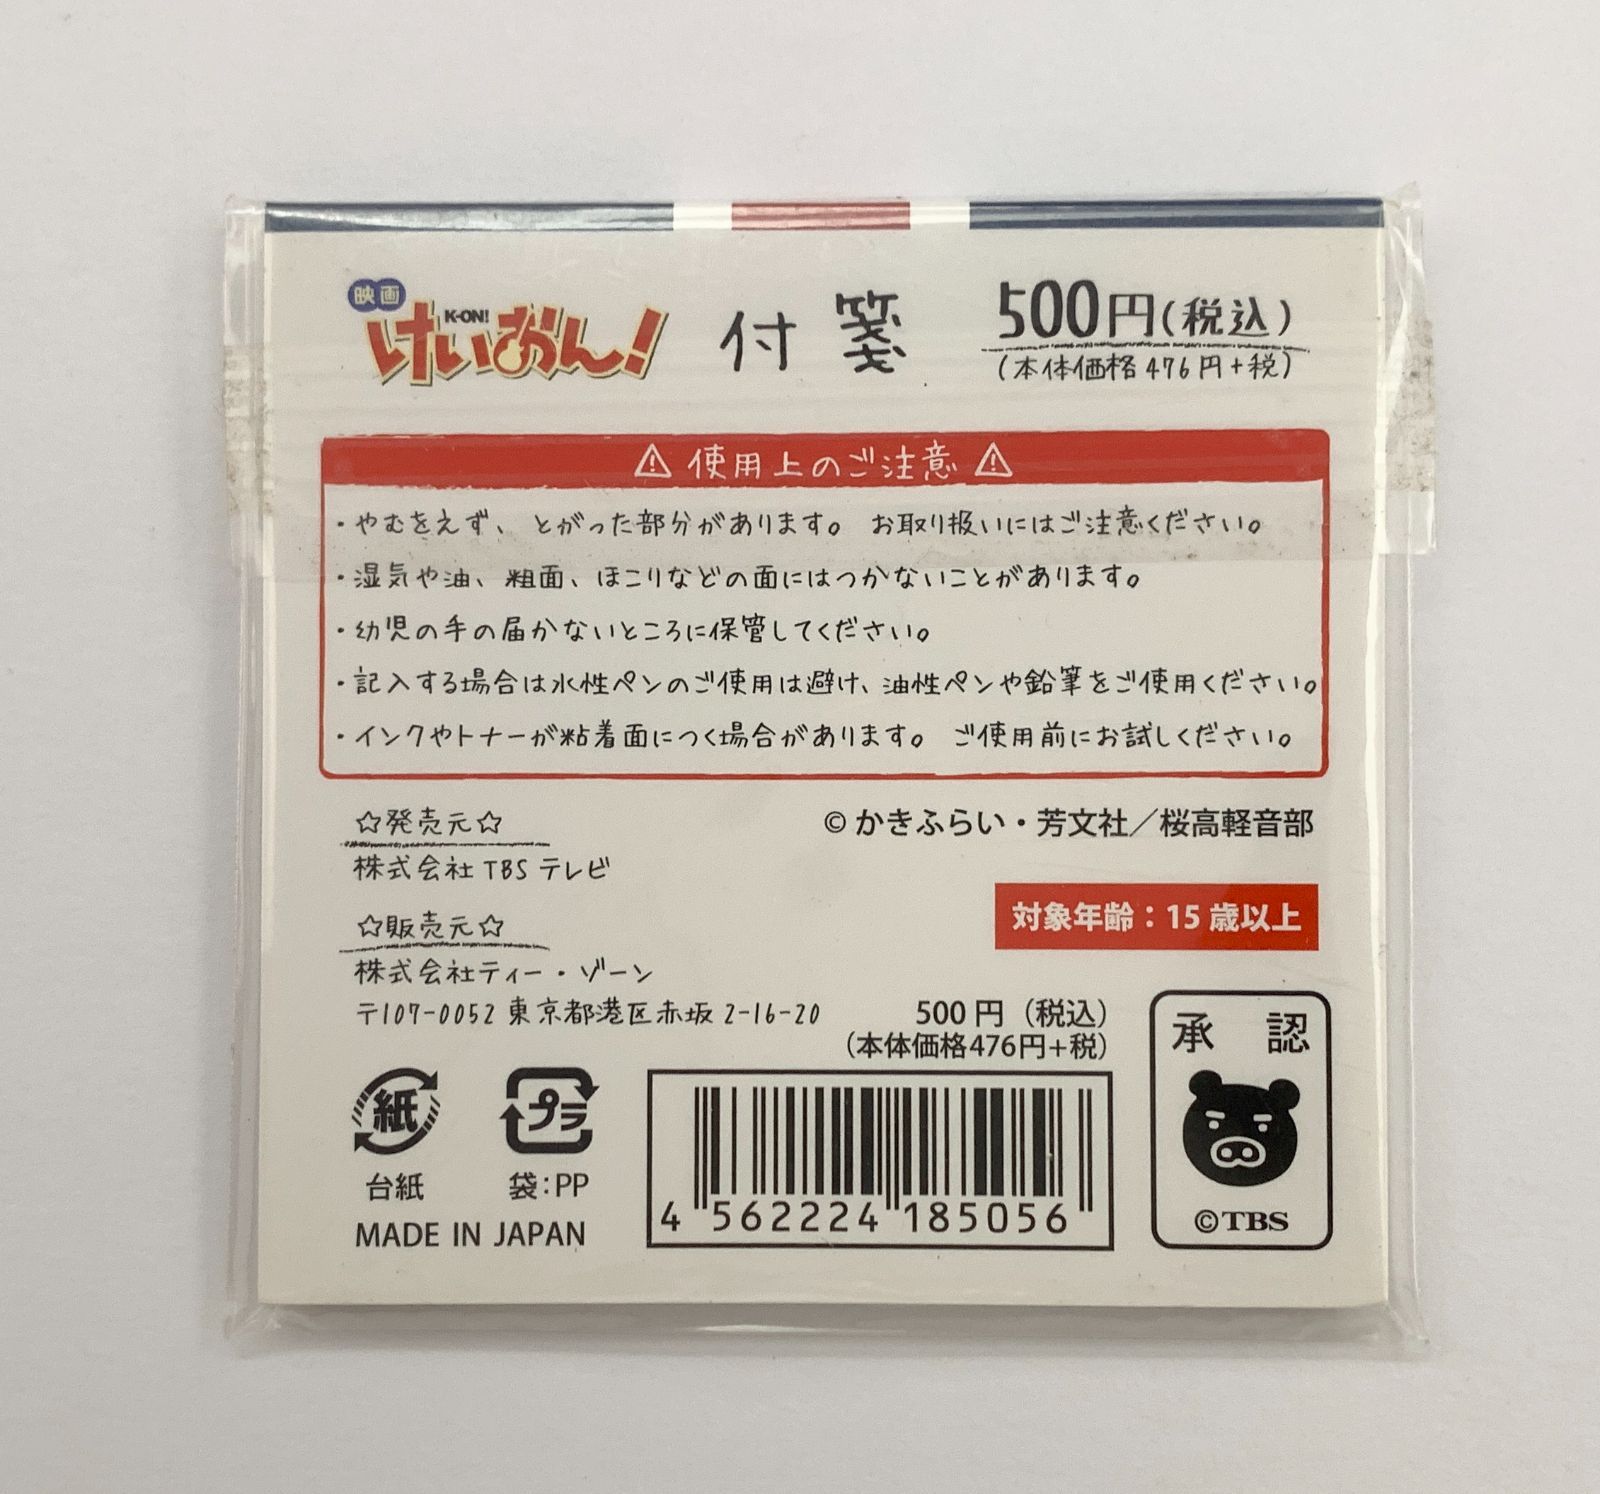 映画
けいおん!
K-ON!
付箋
500円(税込)
(本体価格476円+税)
⚠使用上のご注意⚠
・やむをえず、とがった部分があります。 お取り扱いにはご注意ください。
・湿気や油、粗面、ほこりなどの面にはつかないことがあります。
・幼児の手の届かないところに保管してください。
・記入する場合は水性ペンのご使用は避け、油性ペンや鉛筆をご使用ください。
・インクやトナーが粘着面につく場合があります。 ご使用前にお試しください。
☆発売元☆
株式会社TBSテレビ
©かきふらい・芳文社/桜高軽音部
対象年齢:15歳以上
☆販売元☆
株式会社ティー・ゾーン
〒107-0052 東京都港区赤坂2-16-20
500円(税込)
(本体価格476円+税)
紙
台紙
プラ
袋:PP
MADE IN JAPAN
4 562224 185056
承認
©TBS